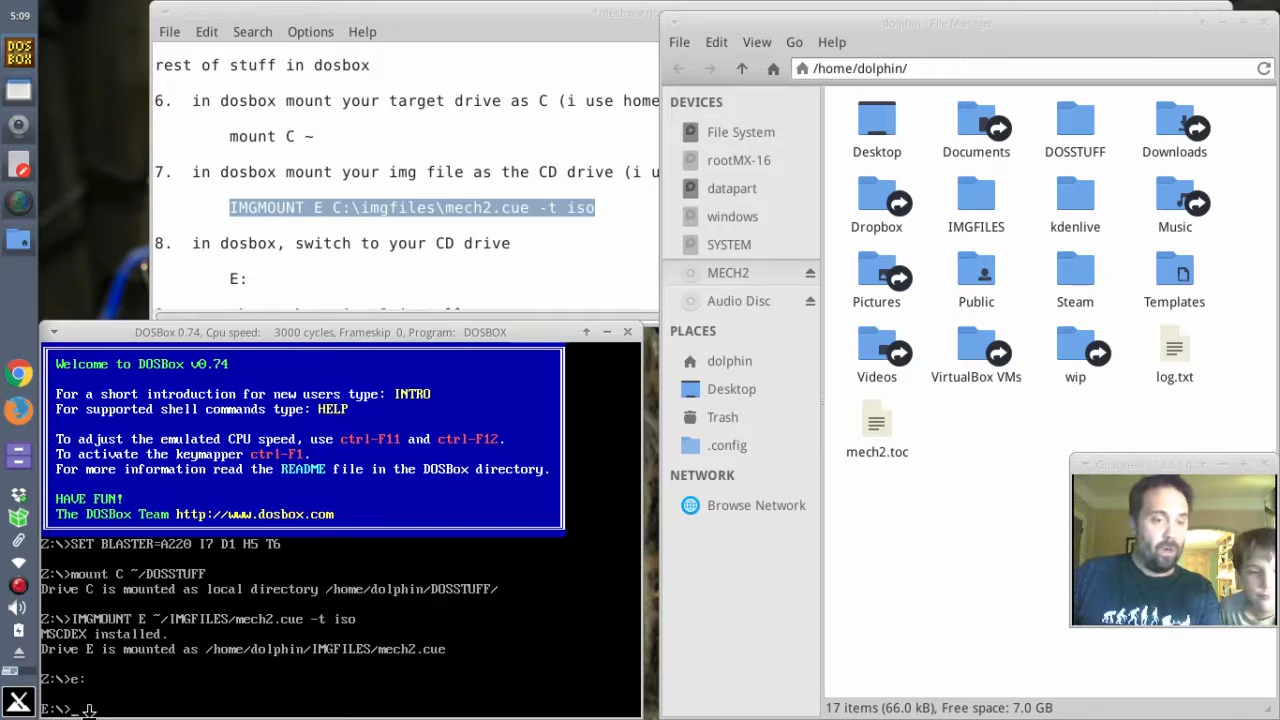 5:09
DOS
BOX
*mechwarrio
File Edit Search Options Help
rest of stuff in dosbox
6. in dosbox mount your target drive as C (i use home
mount C ~
7. in dosbox mount your img file as the CD drive (i u
IMGMOUNT E C:\imgfiles\mech2.cue -t iso
8. in dosbox, switch to your CD drive
E:
DOSBox 0.74, Cpu speed: 3000 cycles, Frameskip 0, Program: DOSBOX
Welcome to DOSBox v0.74
For a short introduction for new users type: INTRO
For supported shell commands type: HELP
To adjust the emulated CPU speed, use ctrl-F11 and ctrl-F12.
To activate the keymapper ctrl-F1.
For more information read the README file in the DOSBox directory.
HAVE FUN!
The DOSBox Team http://www.dosbox.com
Z:\>SET BLASTER=A220 I7 D1 H5 T6
Z:\>mount C ~/DOSSTUFF
Drive C is mounted as local directory /home/dolphin/DOSSTUFF/
Z:\>IMGMOUNT E ~/IMGFILES/mech2.cue -t iso
MSCDEX installed.
Drive E is mounted as /home/dolphin/IMGFILES/mech2.cue
Z:\>e:
E:\>_
dolphin - File Manager
File Edit View Go Help
/home/dolphin/
DEVICES
File System
rootMX-16
datapart
windows
SYSTEM
MECH2
Audio Disc
PLACES
dolphin
Desktop
Trash
.config
NETWORK
Browse Network
Desktop Documents DOSSTUFF Downloads
Dropbox IMGFILES kdenlive Music
Pictures Public Steam Templates
Videos VirtualBox VMs wip log.txt
mech2.toc
17 items (66.0 kB), Free space: 7.0 GB